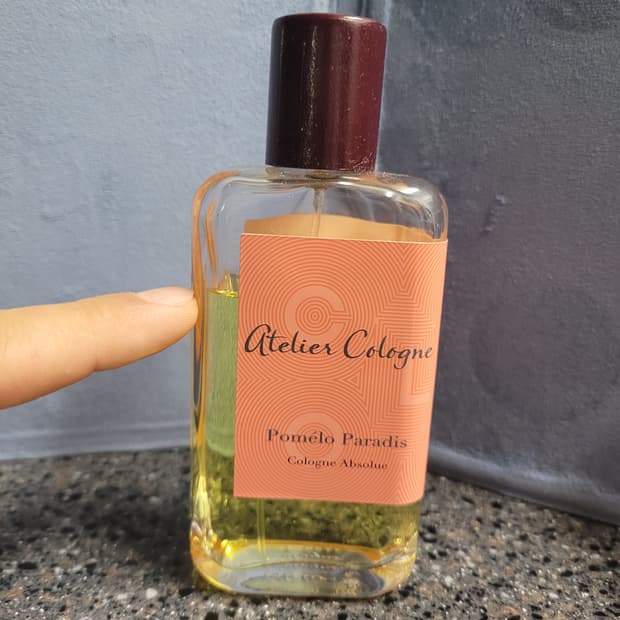 Atelier Cologne
Pomélo Paradis
Cologne Absolue